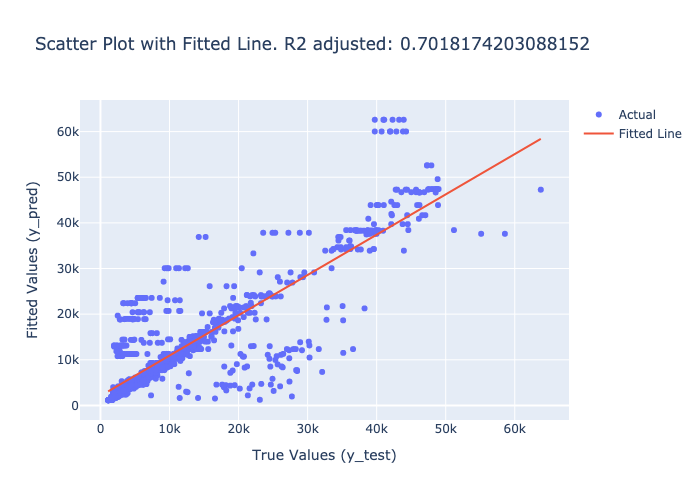 Scatter Plot with Fitted Line. R2 adjusted: 0.7018174203088152
Actual
Fitted Line
60k
50k
40k
30k
20k
10k
0
Fitted Values (y_pred)
0 10k 20k 30k 40k 50k 60k
True Values (y_test)